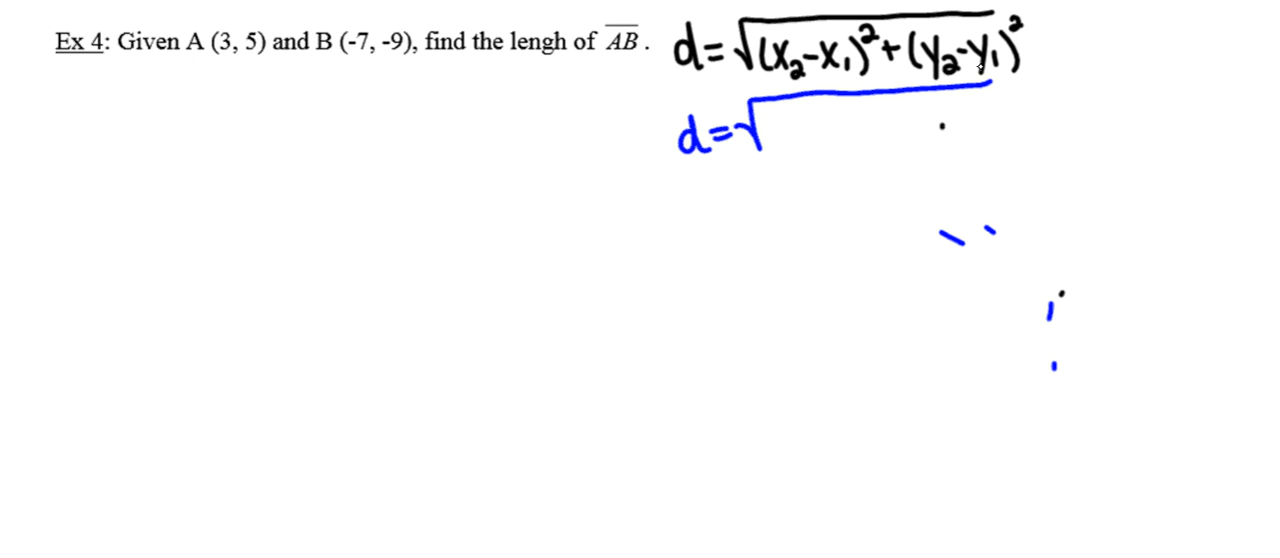 Ex 4: Given A (3, 5) and B (-7, -9), find the lengh of AB. d=√(x₂-x₁)²+(y₂-y₁)²
d=√